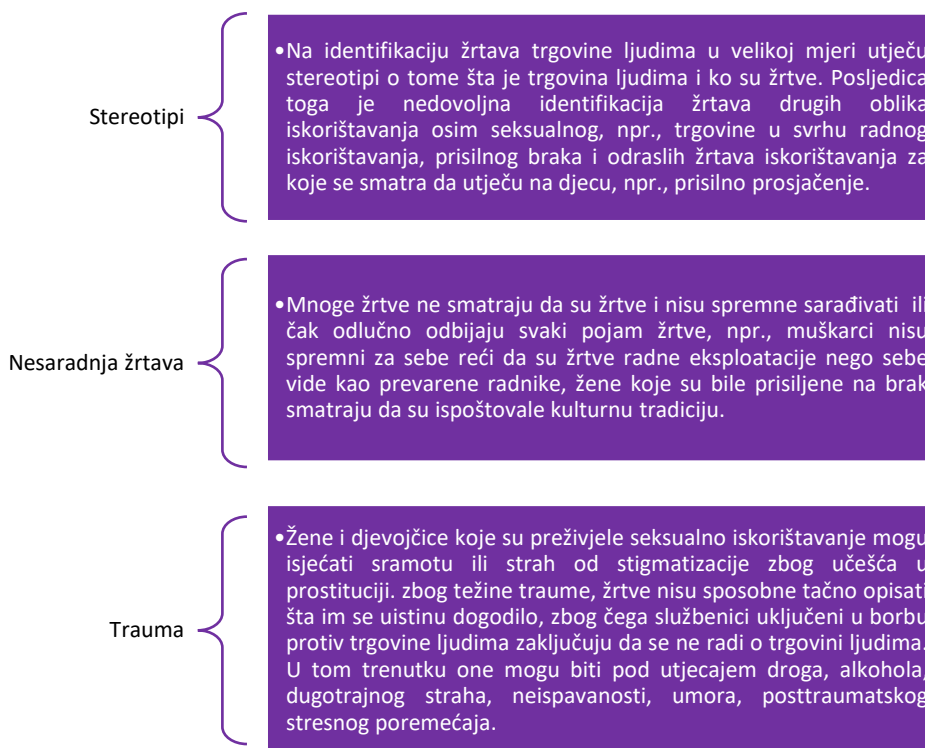 Stereotipi
•Na identifikaciju žrtava trgovine ljudima u velikoj mjeri utječu
stereotipi o tome šta je trgovina ljudima i ko su žrtve. Posljedica
toga je nedovoljna identifikacija žrtava drugih oblika
iskorištavanja osim seksualnog, npr., trgovine u svrhu radnog
iskorištavanja, prisilnog braka i odraslih žrtava iskorištavanja za
koje se smatra da utječu na djecu, npr., prisilno prosjačenje.
Nesaradnja žrtava
•Mnoge žrtve ne smatraju da su žrtve i nisu spremne sarađivati ili
čak odlučno odbijaju svaki pojam žrtve, npr., muškarci nisu
spremni za sebe reći da su žrtve radne eksploatacije nego sebe
vide kao prevarene radnike, žene koje su bile prisiljene na brak
smatraju da su ispoštovale kulturnu tradiciju.
Trauma
•Žene i djevojčice koje su preživjele seksualno iskorištavanje mogu
isjećati sramotu ili strah od stigmatizacije zbog učešća u
prostituciji. zbog težine traume, žrtve nisu sposobne tačno opisati
šta im se uistinu dogodilo, zbog čega službenici uključeni u borbu
protiv trgovine ljudima zaključuju da se ne radi o trgovini ljudima.
U tom trenutku one mogu biti pod utjecajem droga, alkohola,
dugotrajnog straha, neispavanosti, umora, posttraumatskog
stresnog poremećaja.